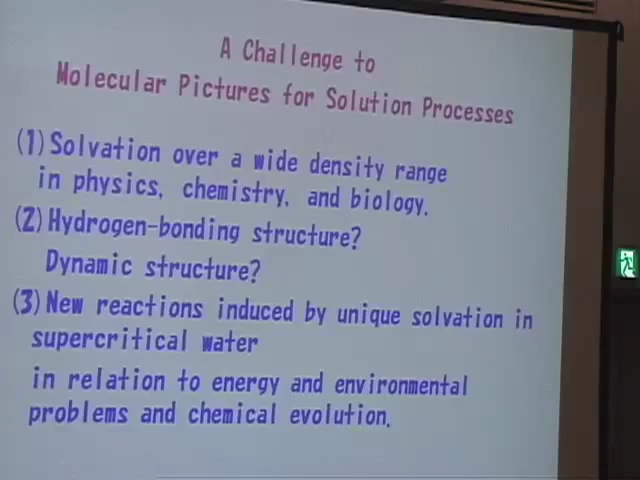 A Challenge to
Molecular Pictures for Solution Processes
(1) Solvation over a wide density range
in physics, chemistry, and biology.
(2) Hydrogen-bonding structure?
Dynamic structure?
(3) New reactions induced by unique solvation in
supercritical water
in relation to energy and environmental
problems and chemical evolution.